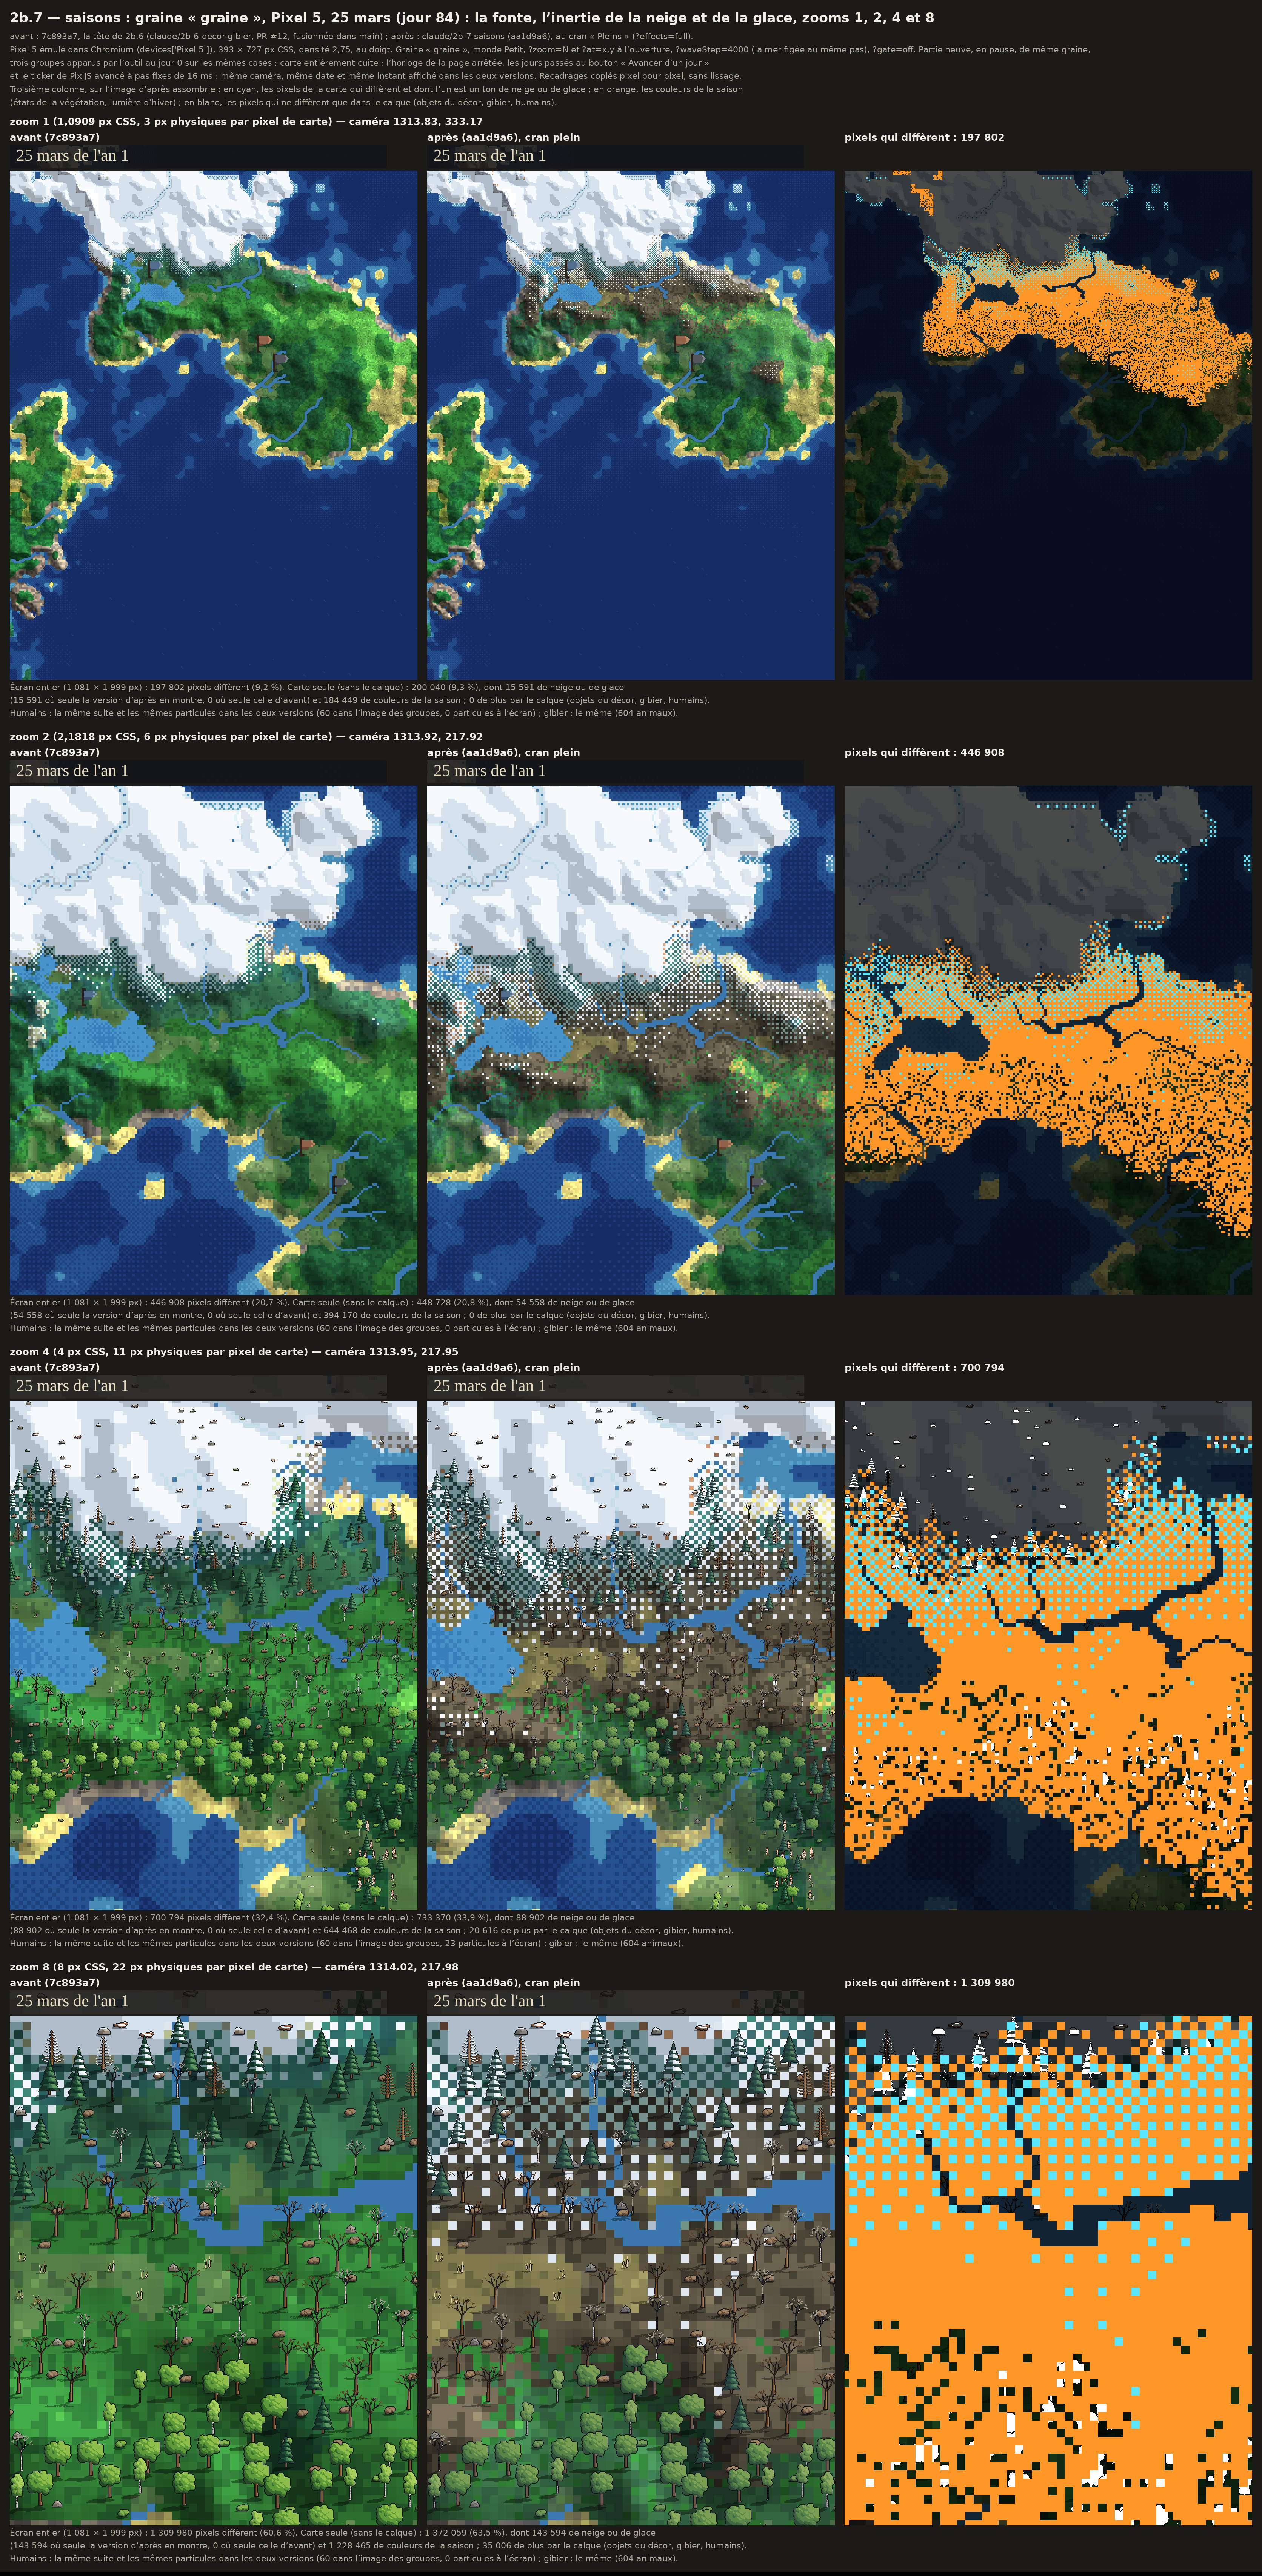 2b.7 — saisons : graine « graine », Pixel 5, 25 mars (jour 84) : la fonte, l’inertie de la neige et de la glace, zooms 1, 2, 4 et 8
avant : 7c893a7, la tête de 2b.6 (claude/2b-6-decor-gibier, PR #12, fusionnée dans main) ; après : claude/2b-7-saisons (aa1d9a6), au cran « Pleins » (?effects=full).
Pixel 5 émulé dans Chromium (devices['Pixel 5']), 393 × 727 px CSS, densité 2,75, au doigt. Graine « graine », monde Petit, ?zoom=N et ?at=x,y à l’ouverture, ?waveStep=4000 (la mer figée au même pas), ?gate=off. Partie neuve, en pause, de même graine,
trois groupes apparus par l’outil au jour 0 sur les mêmes cases ; carte entièrement cuite ; l’horloge de la page arrêtée, les jours passés au bouton « Avancer d’un jour »
et le ticker de PixiJS avancé à pas fixes de 16 ms : même caméra, même date et même instant affiché dans les deux versions. Recadrages copiés pixel pour pixel, sans lissage.
Troisième colonne, sur l’image d’après assombrie : en cyan, les pixels de la carte qui diffèrent et dont l’un est un ton de neige ou de glace ; en orange, les couleurs de la saison
(états de la végétation, lumière d’hiver) ; en blanc, les pixels qui ne diffèrent que dans le calque (objets du décor, gibier, humains).
zoom 1 (1,0909 px CSS, 3 px physiques par pixel de carte) — caméra 1313.83, 333.17
avant (7c893a7)
après (aa1d9a6), cran plein
pixels qui diffèrent : 197 802
25 mars de l'an 1
25 mars de l'an 1
Écran entier (1 081 × 1 999 px) : 197 802 pixels diffèrent (9,2 %). Carte seule (sans le calque) : 200 040 (9,3 %), dont 15 591 de neige ou de glace
(15 591 où seule la version d’après en montre, 0 où seule celle d’avant) et 184 449 de couleurs de la saison ; 0 de plus par le calque (objets du décor, gibier, humains).
Humains : la même suite et les mêmes particules dans les deux versions (60 dans l’image des groupes, 0 particules à l’écran) ; gibier : le même (604 animaux).
zoom 2 (2,1818 px CSS, 6 px physiques par pixel de carte) — caméra 1313.92, 217.92
avant (7c893a7)
après (aa1d9a6), cran plein
pixels qui diffèrent : 446 908
25 mars de l'an 1
25 mars de l'an 1
Écran entier (1 081 × 1 999 px) : 446 908 pixels diffèrent (20,7 %). Carte seule (sans le calque) : 448 728 (20,8 %), dont 54 558 de neige ou de glace
(54 558 où seule la version d’après en montre, 0 où seule celle d’avant) et 394 170 de couleurs de la saison ; 0 de plus par le calque (objets du décor, gibier, humains).
Humains : la même suite et les mêmes particules dans les deux versions (60 dans l’image des groupes, 0 particules à l’écran) ; gibier : le même (604 animaux).
zoom 4 (4 px CSS, 11 px physiques par pixel de carte) — caméra 1313.95, 217.95
avant (7c893a7)
après (aa1d9a6), cran plein
pixels qui diffèrent : 700 794
25 mars de l'an 1
25 mars de l'an 1
Écran entier (1 081 × 1 999 px) : 700 794 pixels diffèrent (32,4 %). Carte seule (sans le calque) : 733 370 (33,9 %), dont 88 902 de neige ou de glace
(88 902 où seule la version d’après en montre, 0 où seule celle d’avant) et 644 468 de couleurs de la saison ; 20 616 de plus par le calque (objets du décor, gibier, humains).
Humains : la même suite et les mêmes particules dans les deux versions (60 dans l’image des groupes, 23 particules à l’écran) ; gibier : le même (604 animaux).
zoom 8 (8 px CSS, 22 px physiques par pixel de carte) — caméra 1314.02, 217.98
avant (7c893a7)
après (aa1d9a6), cran plein
pixels qui diffèrent : 1 309 980
25 mars de l'an 1
25 mars de l'an 1
Écran entier (1 081 × 1 999 px) : 1 309 980 pixels diffèrent (60,6 %). Carte seule (sans le calque) : 1 372 059 (63,5 %), dont 143 594 de neige ou de glace
(143 594 où seule la version d’après en montre, 0 où seule celle d’avant) et 1 228 465 de couleurs de la saison ; 35 006 de plus par le calque (objets du décor, gibier, humains).
Humains : la même suite et les mêmes particules dans les deux versions (60 dans l’image des groupes, 0 particules à l’écran) ; gibier : le même (604 animaux).